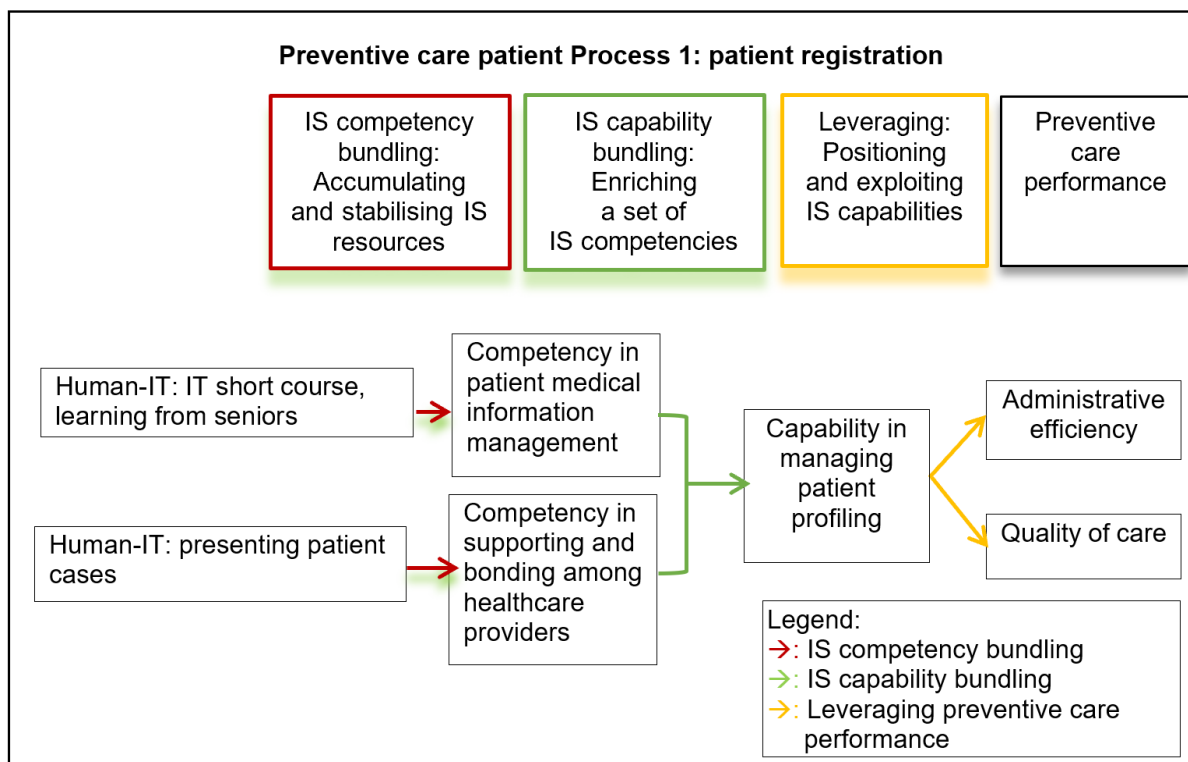 Preventive care patient Process 1: patient registration
IS competency
bundling:
Accumulating
and stabilising IS
resources
IS capability
bundling:
Enriching
a set of
IS competencies
Leveraging:
Positioning
and exploiting
IS capabilities
Preventive
care
performance
Human-IT: IT short course,
learning from seniors
Competency in
patient medical
information
management
Human-IT: presenting patient
cases
Competency in
supporting and
bonding among
healthcare
providers
Capability in
managing
patient
profiling
Administrative
efficiency
Quality of care
Legend:
→: IS competency bundling
→: IS capability bundling
→: Leveraging preventive care
performance